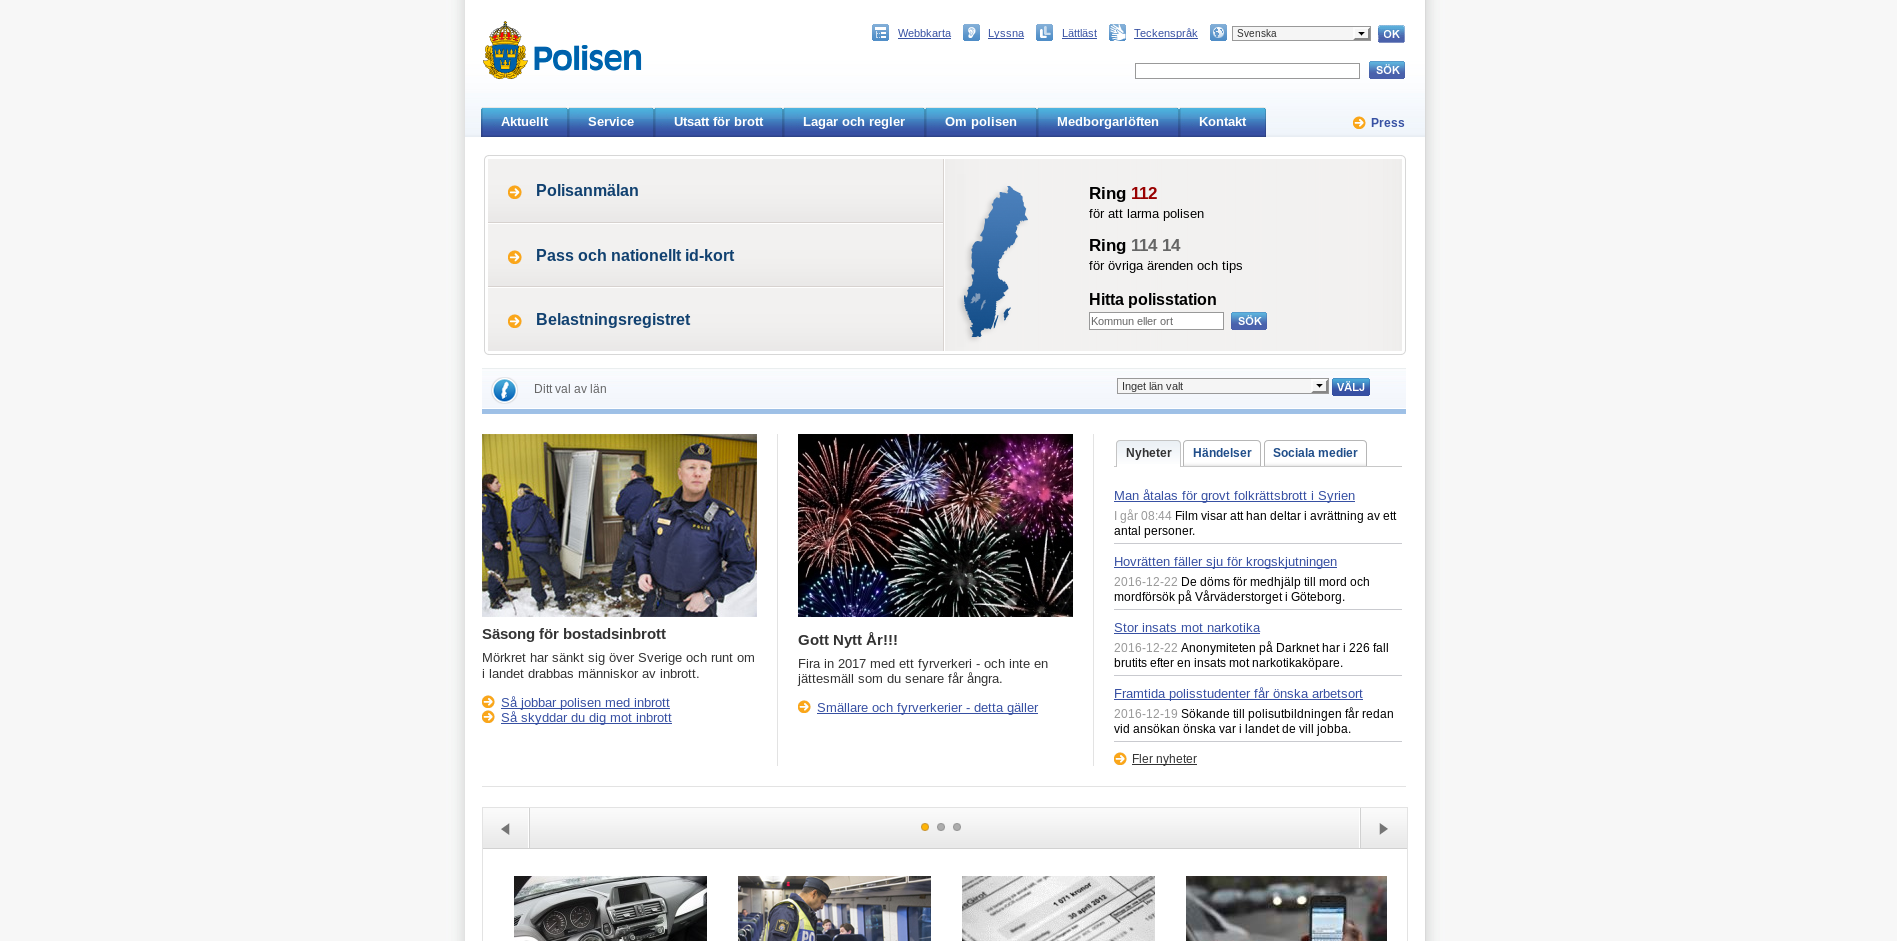 Polisen
Webbkarta Lyssna Lättläst Teckenspråk Svenska OK
SÖK
Aktuellt Service Utsatt för brott Lagar och regler Om polisen Medborgarlöften Kontakt Press
Polisanmälan
Pass och nationellt id-kort
Belastningsregistret
Ring 112
för att larma polisen
Ring 114 14
för övriga ärenden och tips
Hitta polisstation
Kommun eller ort SÖK
Ditt val av län Inget län valt VÄLJ
Säsong för bostadsinbrott
Mörkret har sänkt sig över Sverige och runt om
i landet drabbas människor av inbrott.
Så jobbar polisen med inbrott
Så skyddar du dig mot inbrott
Gott Nytt År!!!
Fira in 2017 med ett fyrverkeri - och inte en
jättesmäll som du senare får ångra.
Smällare och fyrverkerier - detta gäller
Nyheter Händelser Sociala medier
Man åtalas för grovt folkrättsbrott i Syrien
I går 08:44 Film visar att han deltar i avrättning av ett
antal personer.
Hovrätten fäller sju för krogskjutningen
2016-12-22 De döms för medhjälp till mord och
mordförsök på Vårväderstorget i Göteborg.
Stor insats mot narkotika
2016-12-22 Anonymiteten på Darknet har i 226 fall
brutits efter en insats mot narkotikaköpare.
Framtida polisstudenter får önska arbetsort
2016-12-19 Sökande till polisutbildningen får redan
vid ansökan önska var i landet de vill jobba.
Fler nyheter
1 071 kronor
30 april 2012